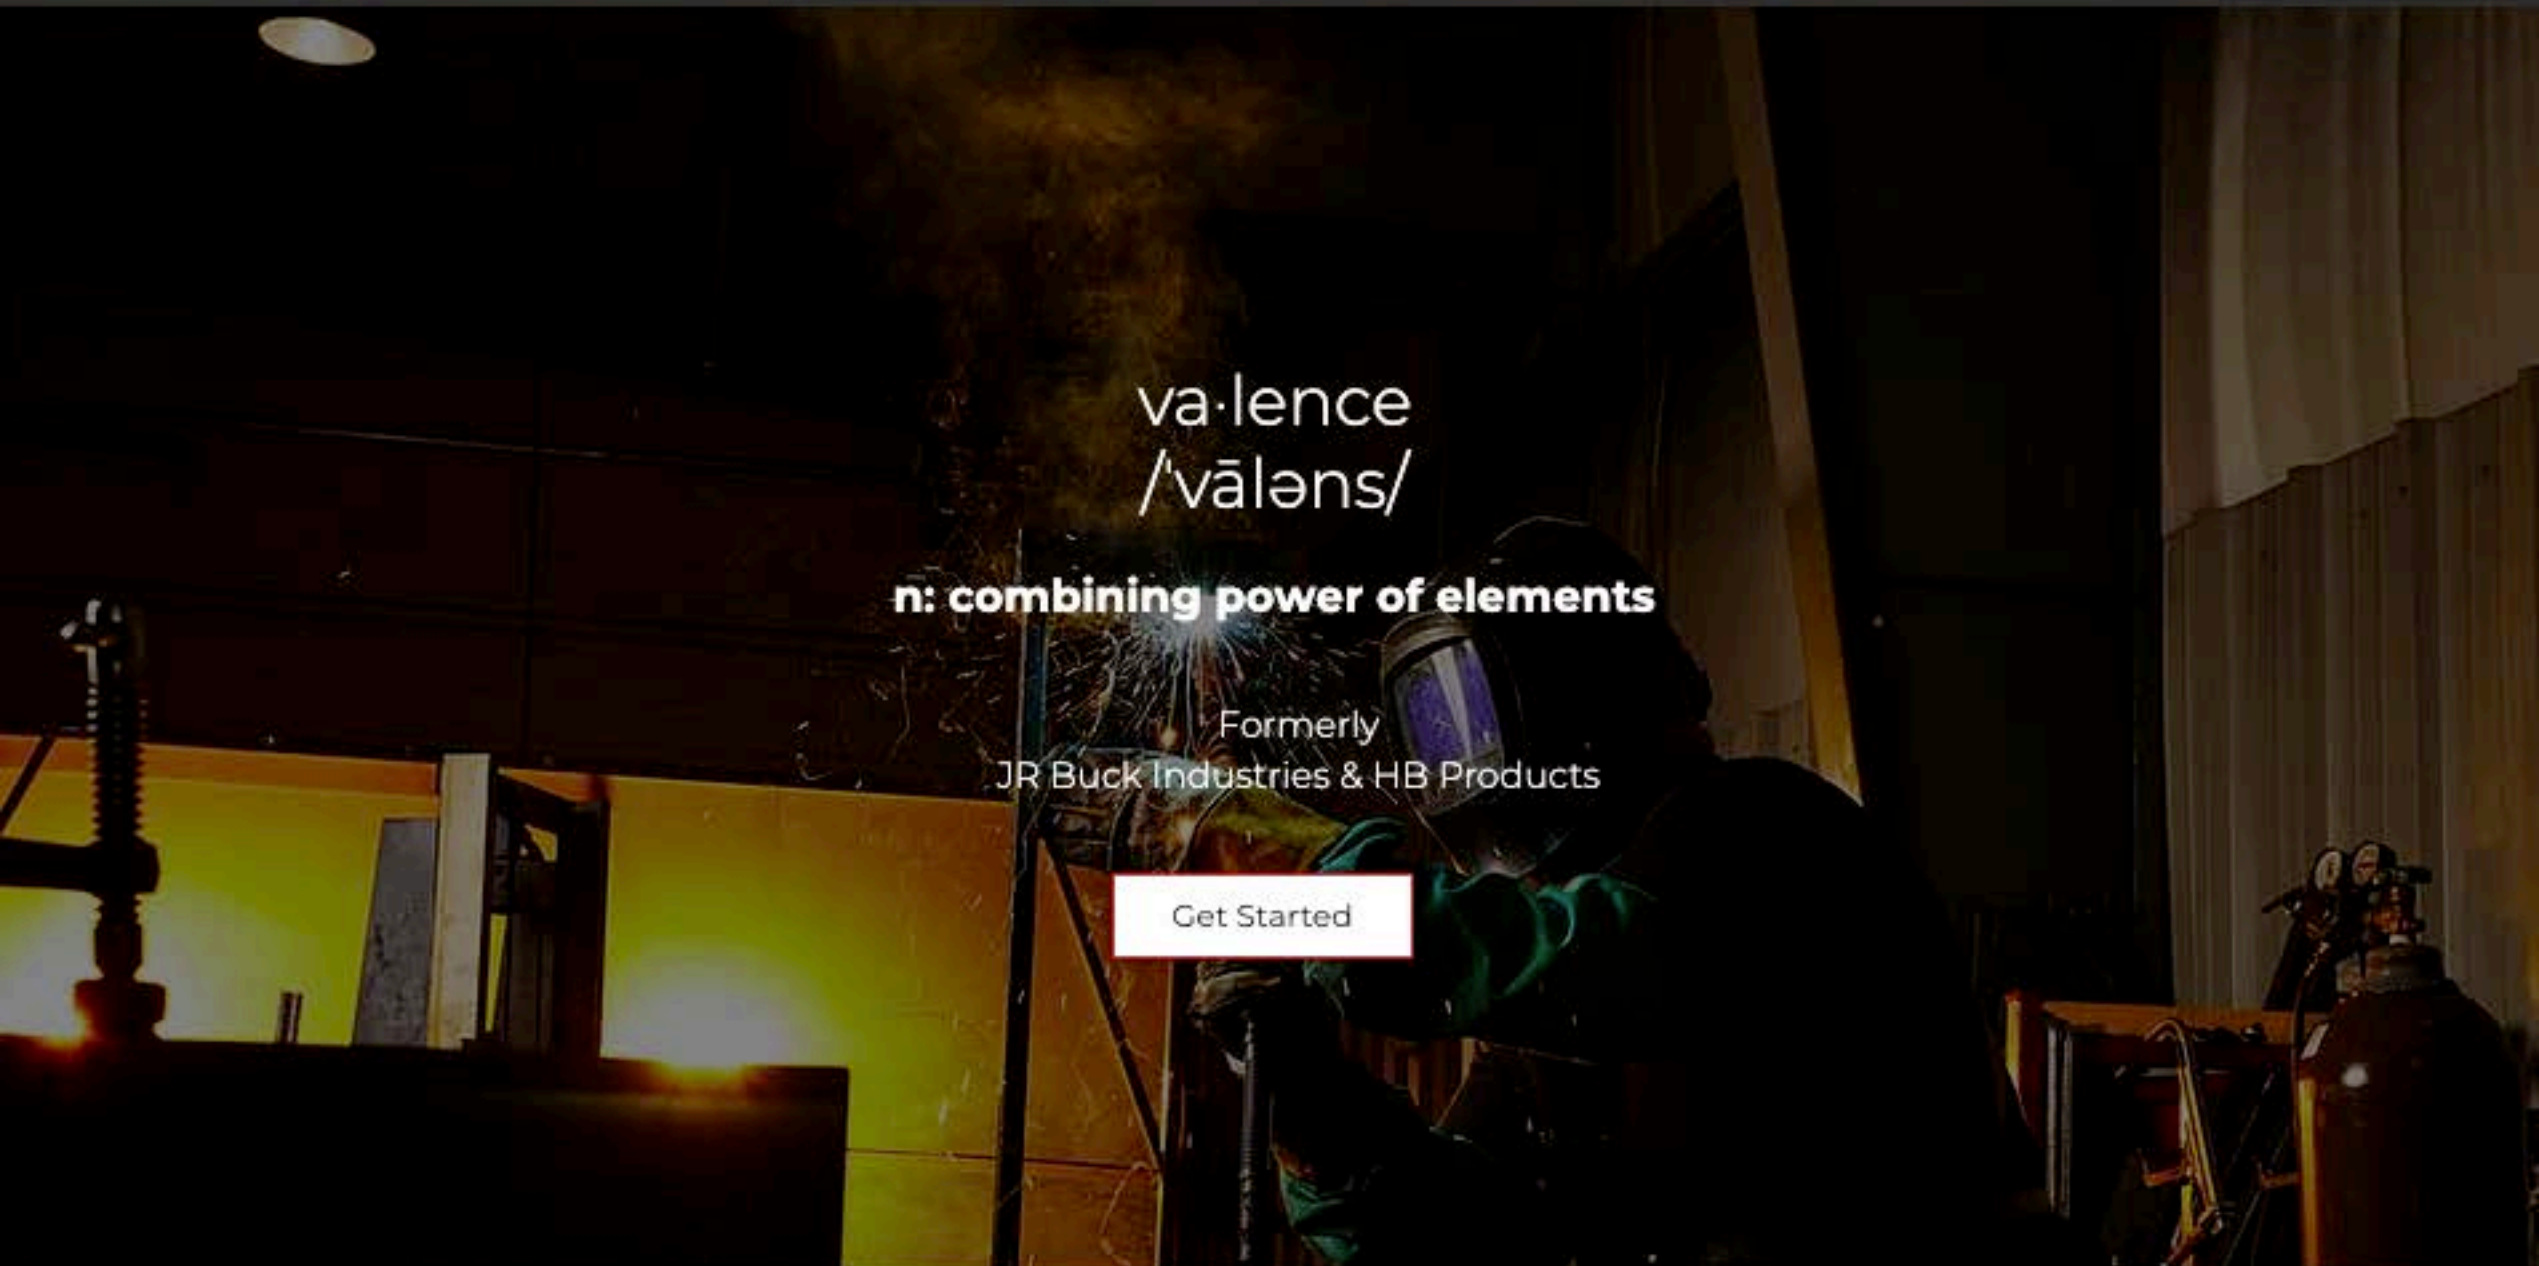 va·lence
/ˈvāləns/
n: combining power of elements
Formerly
JR Buck Industries & HB Products
Get Started